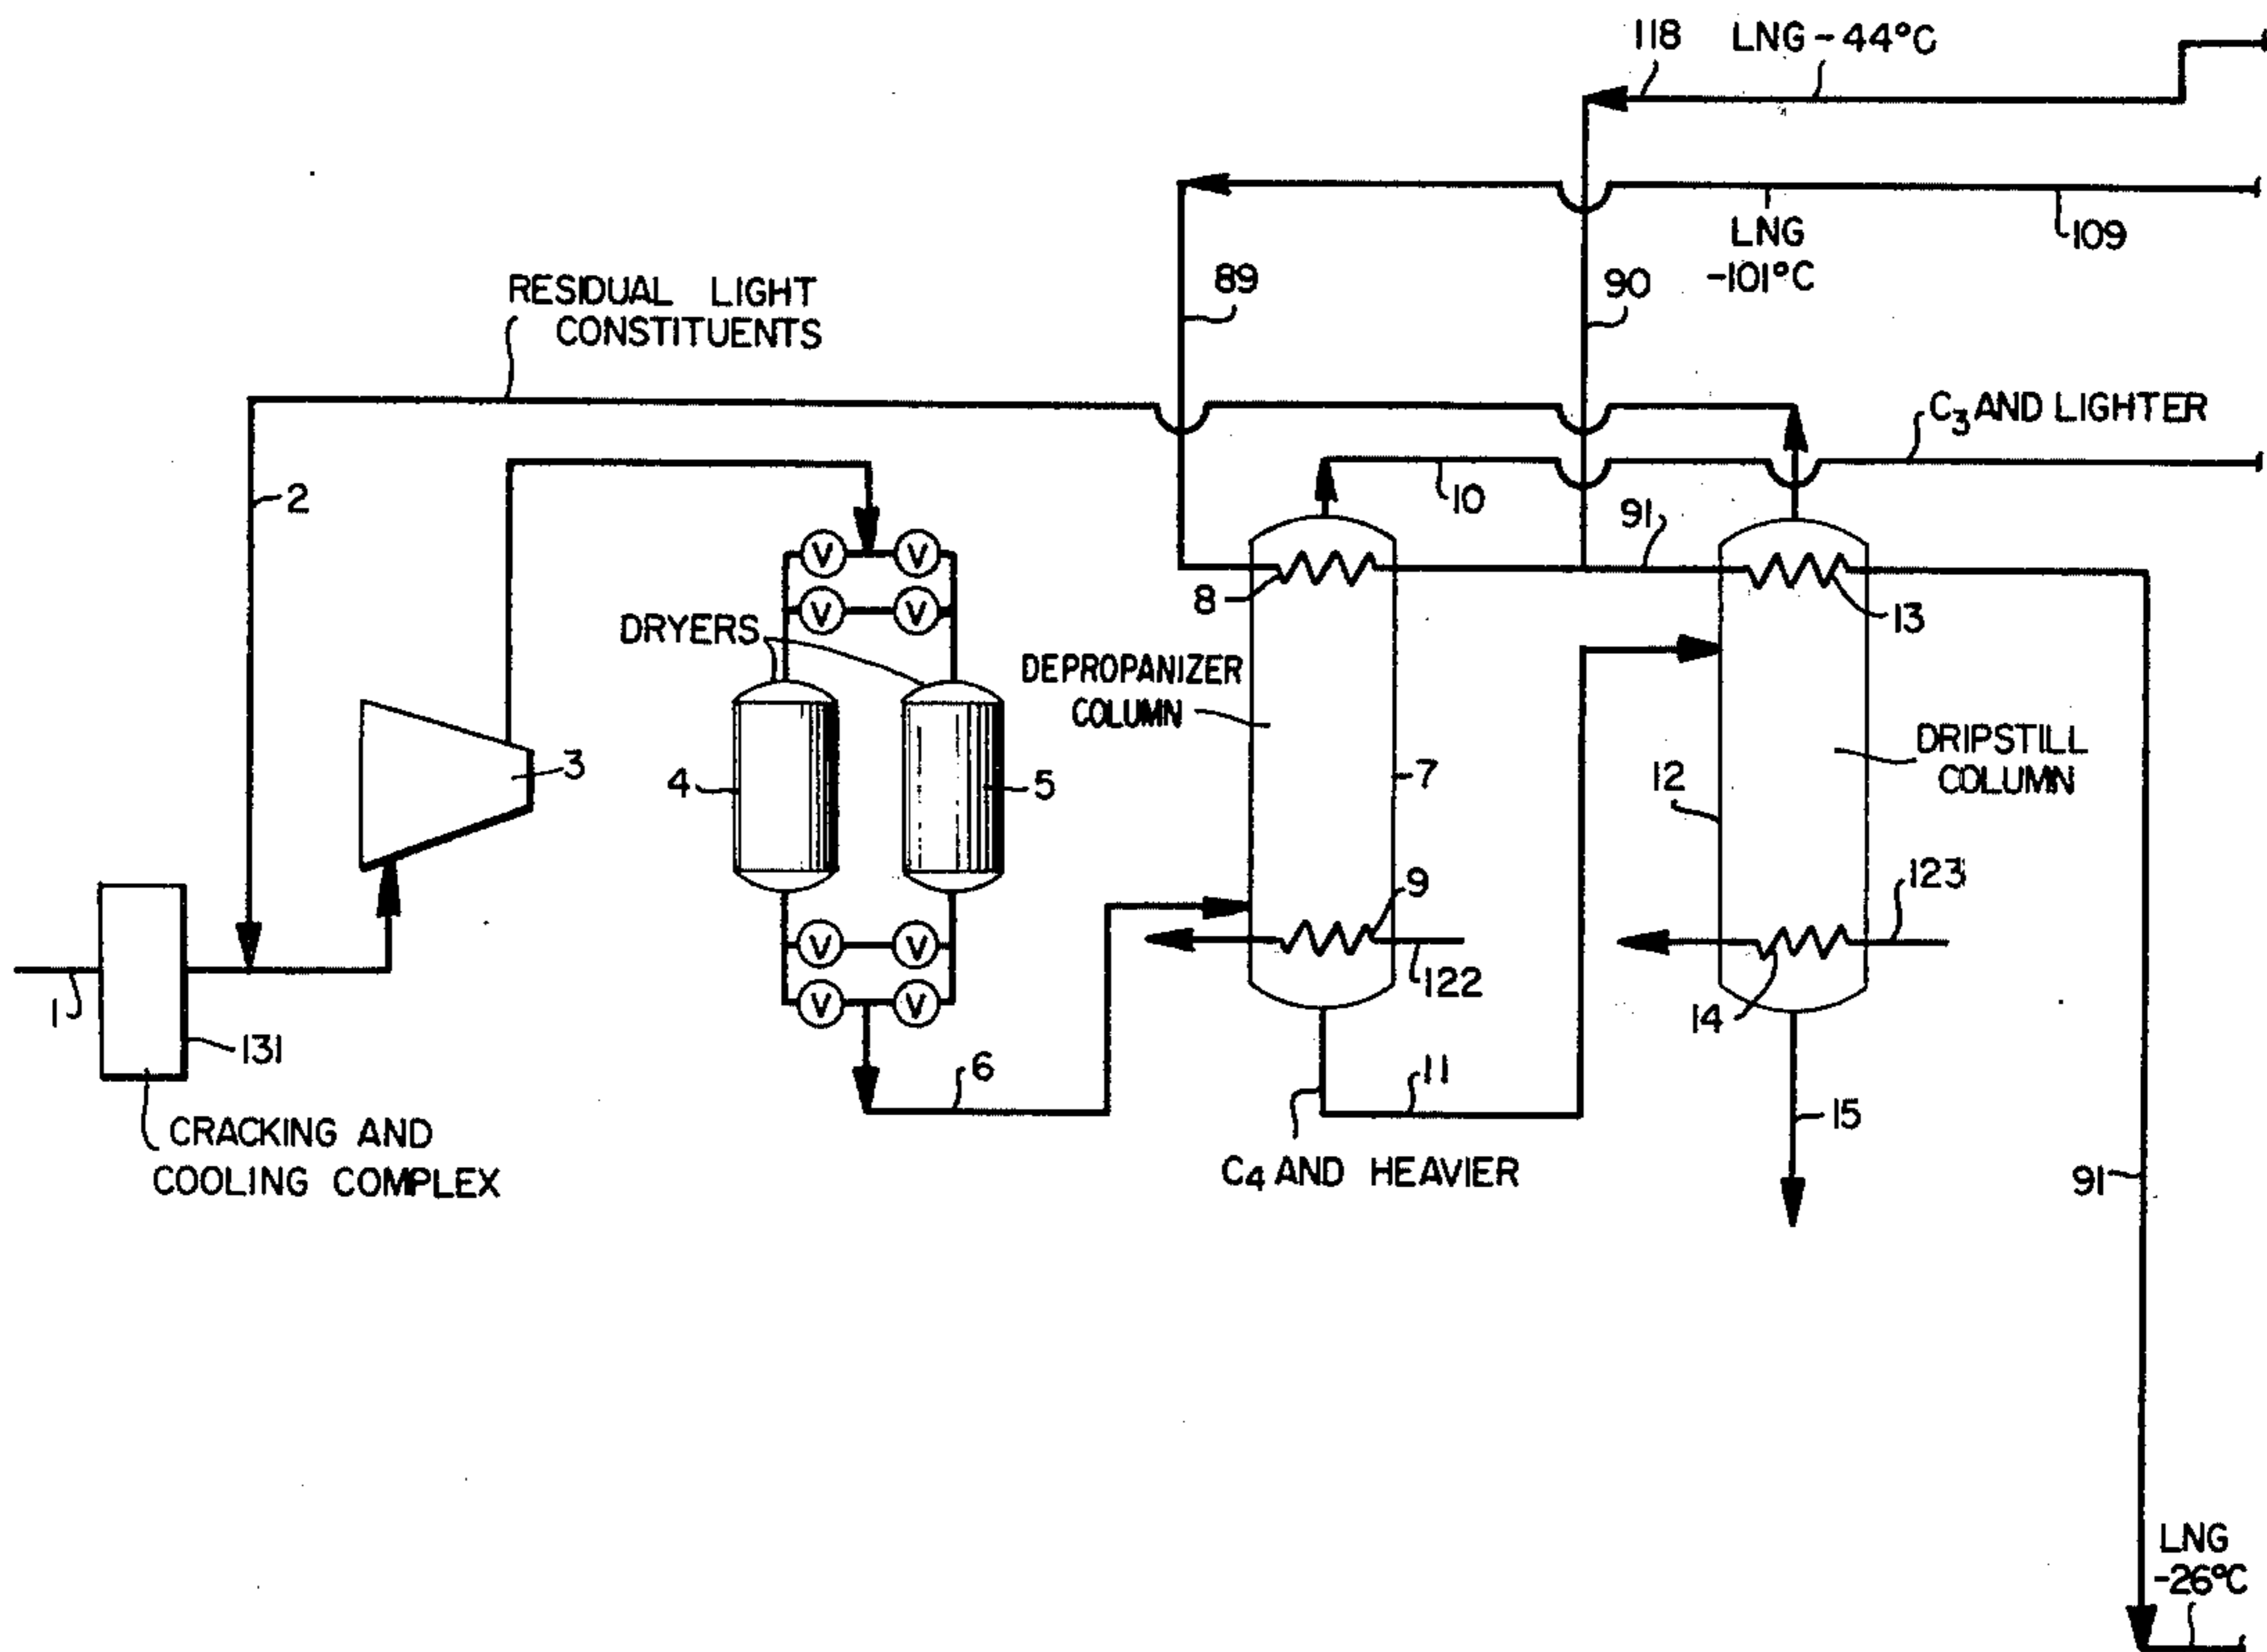 118 LNG -44°C
LNG
-101°C
109
89
90
RESIDUAL LIGHT
CONSTITUENTS
C3 AND LIGHTER
2
10
91
V V
V V
8
13
DRYERS
DEPROPANIZER
COLUMN
3
4
5
7
12
DRIPSTILL
COLUMN
9
123
V V
V V
122
14
1
131
6
11
15
CRACKING AND
COOLING COMPLEX
C4 AND HEAVIER
91
LNG
-26°C